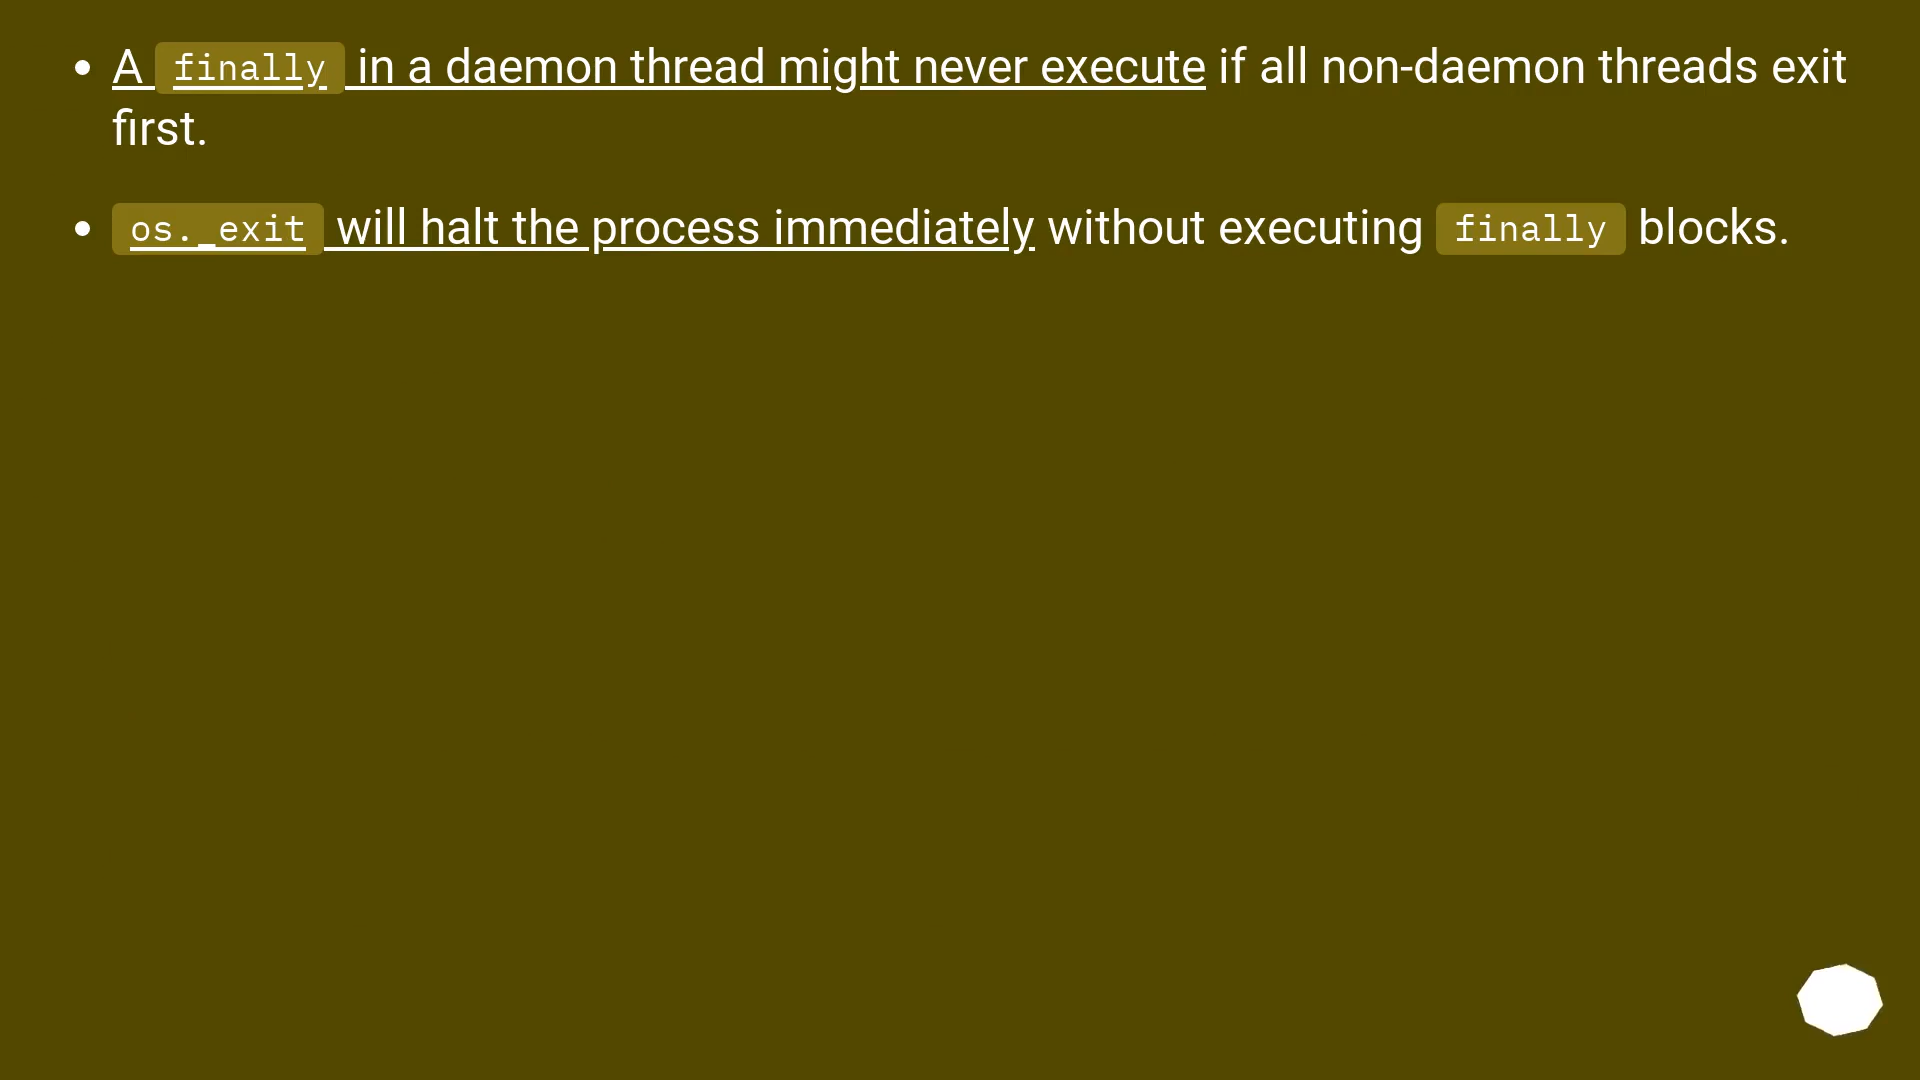 • A finally in a daemon thread might never execute if all non-daemon threads exit
first.
• os._exit will halt the process immediately without executing finally blocks.